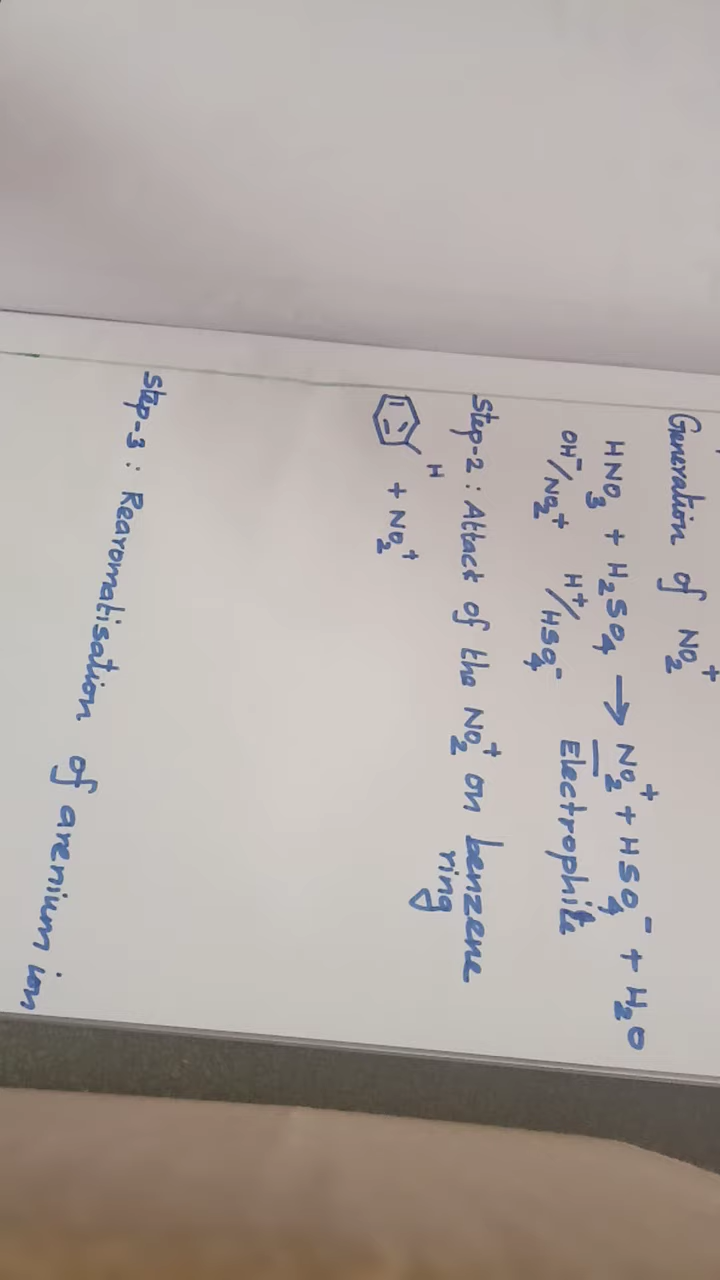 Generation of NO₂⁺
HNO₃ + H₂SO₄ → NO₂⁺ + HSO₄⁻ + H₂O
OH⁻/NO₂⁺ H⁺/HSO₄⁻ Electrophile
Step-2 : Attack of the NO₂⁺ on benzene
ring
H
+ NO₂⁺
Step-3 : Rearomatisation of arenium ion